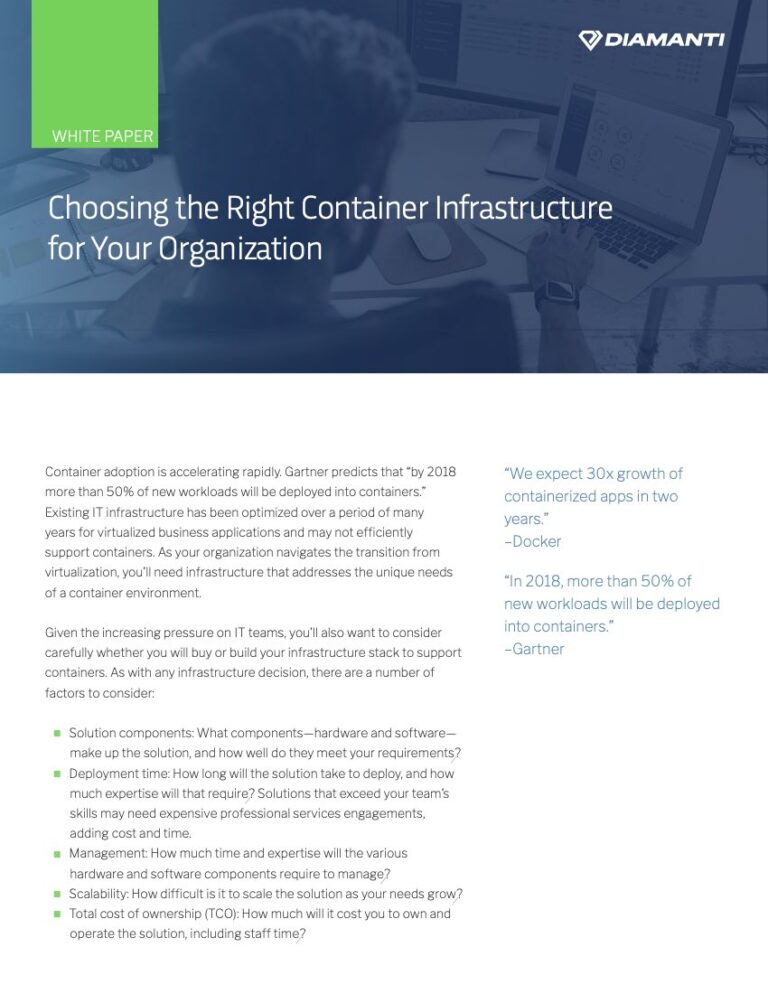 DIAMANTI
WHITE PAPER
Choosing the Right Container Infrastructure
for Your Organization
Container adoption is accelerating rapidly. Gartner predicts that “by 2018
more than 50% of new workloads will be deployed into containers.”
Existing IT infrastructure has been optimized over a period of many
years for virtualized business applications and may not efficiently
support containers. As your organization navigates the transition from
virtualization, you’ll need infrastructure that addresses the unique needs
of a container environment.
Given the increasing pressure on IT teams, you’ll also want to consider
carefully whether you will buy or build your infrastructure stack to support
containers. As with any infrastructure decision, there are a number of
factors to consider:
■ Solution components: What components—hardware and software—
make up the solution, and how well do they meet your requirements?
■ Deployment time: How long will the solution take to deploy, and how
much expertise will that require? Solutions that exceed your team’s
skills may need expensive professional services engagements,
adding cost and time.
■ Management: How much time and expertise will the various
hardware and software components require to manage?
■ Scalability: How difficult is it to scale the solution as your needs grow?
■ Total cost of ownership (TCO): How much will it cost you to own and
operate the solution, including staff time?
“We expect 30x growth of
containerized apps in two
years.”
–Docker
“In 2018, more than 50% of
new workloads will be deployed
into containers.”
–Gartner